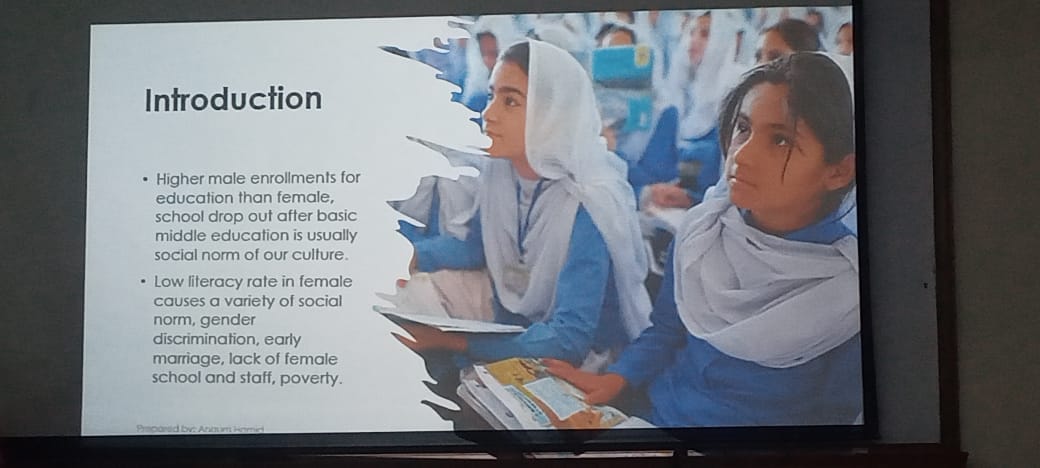 Introduction
• Higher male enrollments for
education than female,
school drop out after basic
middle education is usually
social norm of our culture.
• Low literacy rate in female
causes a variety of social
norm, gender
discrimination, early
marriage, lack of female
school and staff, poverty.
Prepared by: Anqum Hamid